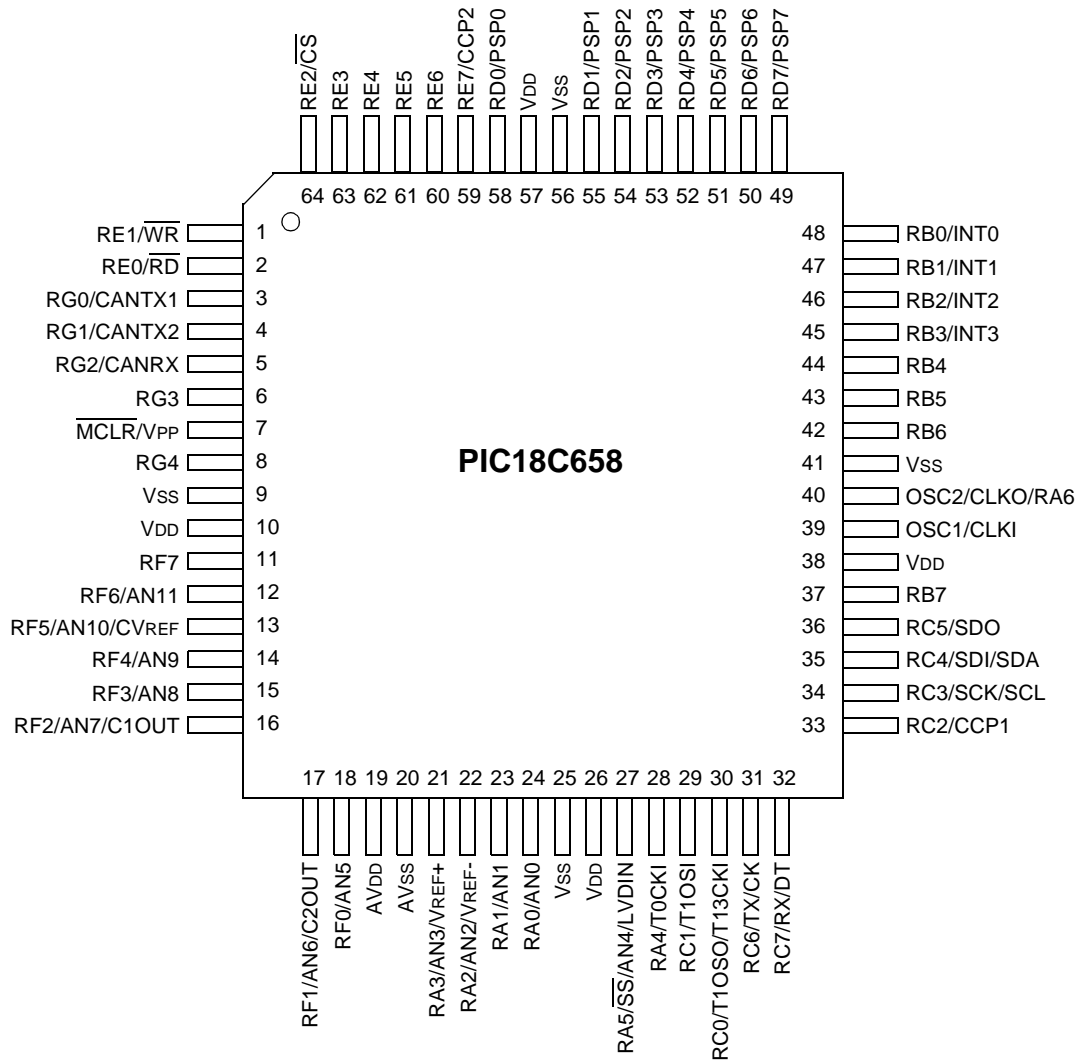 RE2/CS
RE3
RE4
RE5
RE6
RE7/CCP2
RD0/PSP0
VDD
VSS
RD1/PSP1
RD2/PSP2
RD3/PSP3
RD4/PSP4
RD5/PSP5
RD6/PSP6
RD7/PSP7
64 63 62 61 60 59 58 57 56 55 54 53 52 51 50 49
RE1/WR 1
RE0/RD 2
RG0/CANTX1 3
RG1/CANTX2 4
RG2/CANRX 5
RG3 6
MCLR/VPP 7
RG4 8
VSS 9
VDD 10
RF7 11
RF6/AN11 12
RF5/AN10/CVREF 13
RF4/AN9 14
RF3/AN8 15
RF2/AN7/C1OUT 16
PIC18C658
48 RB0/INT0
47 RB1/INT1
46 RB2/INT2
45 RB3/INT3
44 RB4
43 RB5
42 RB6
41 VSS
40 OSC2/CLKO/RA6
39 OSC1/CLKI
38 VDD
37 RB7
36 RC5/SDO
35 RC4/SDI/SDA
34 RC3/SCK/SCL
33 RC2/CCP1
17 18 19 20 21 22 23 24 25 26 27 28 29 30 31 32
RF1/AN6/C2OUT
RF0/AN5
AVDD
AVSS
RA3/AN3/VREF+
RA2/AN2/VREF-
RA1/AN1
RA0/AN0
VSS
VDD
RA5/SS/AN4/LVDIN
RA4/T0CKI
RC1/T1OSI
RC0/T1OSO/T13CKI
RC6/TX/CK
RC7/RX/DT